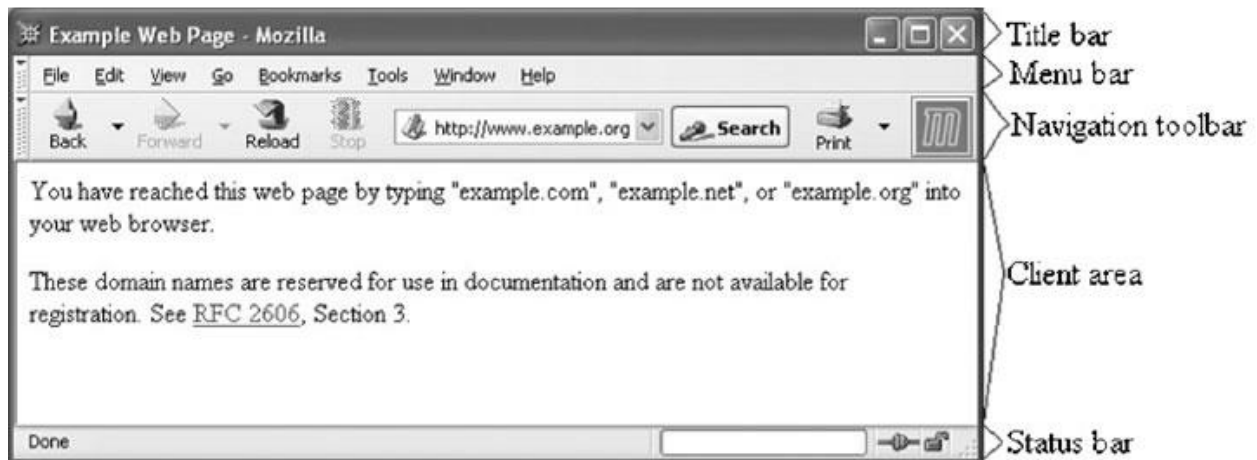 Example Web Page - Mozilla
Title bar
File Edit View Go Bookmarks Tools Window Help
Menu bar
Back Forward Reload Stop http://www.example.org Search Print
Navigation toolbar
You have reached this web page by typing "example.com", "example.net", or "example.org" into
your web browser.
These domain names are reserved for use in documentation and are not available for
registration. See RFC 2606, Section 3.
Client area
Done
Status bar